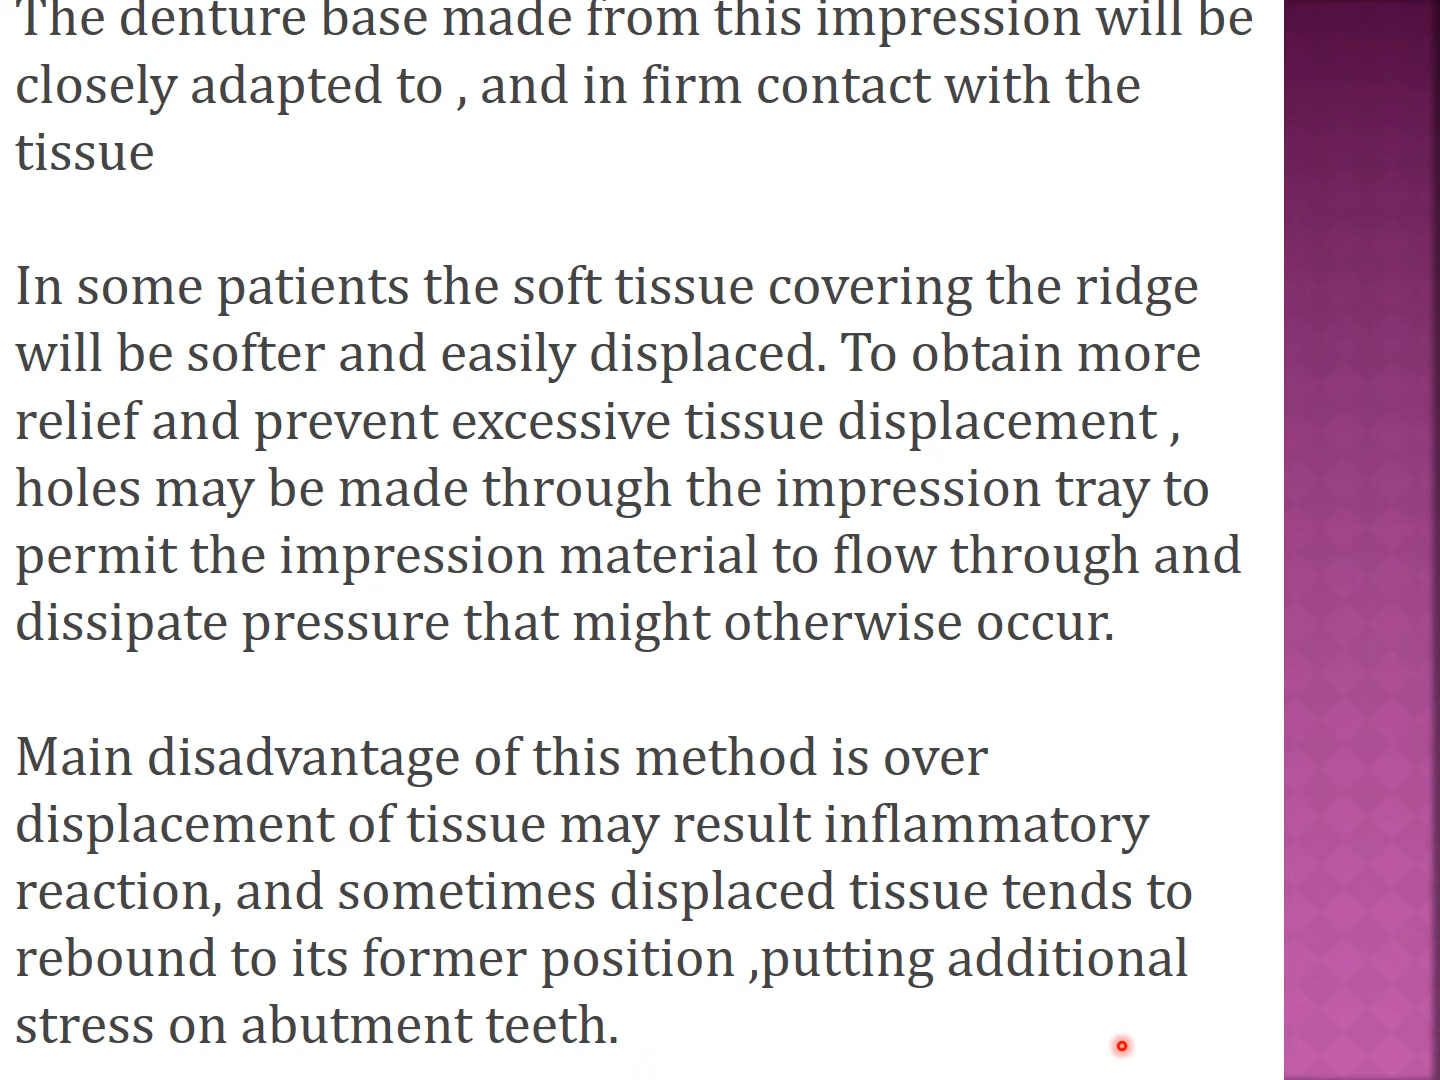 The denture base made from this impression will be
closely adapted to , and in firm contact with the
tissue
In some patients the soft tissue covering the ridge
will be softer and easily displaced. To obtain more
relief and prevent excessive tissue displacement ,
holes may be made through the impression tray to
permit the impression material to flow through and
dissipate pressure that might otherwise occur.
Main disadvantage of this method is over
displacement of tissue may result inflammatory
reaction, and sometimes displaced tissue tends to
rebound to its former position ,putting additional
stress on abutment teeth.